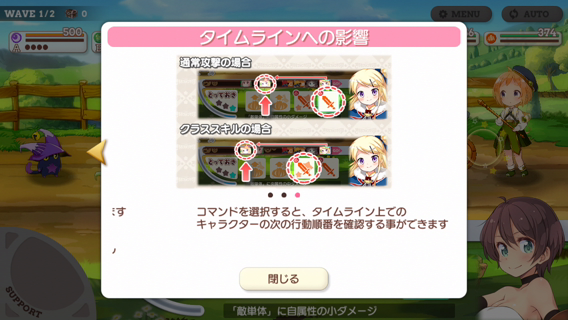 WAVE 1/2
0
MENU
AUTO
500
374
タイムラインへの影響
通常攻撃の場合
とっておき
クラススキルの場合
とっておき
ます
コマンドを選択すると、タイムライン上での
キャラクターの次の行動順番を確認する事ができます
閉じる
SUPPORT
「敵単体」に自属性の小ダメージ